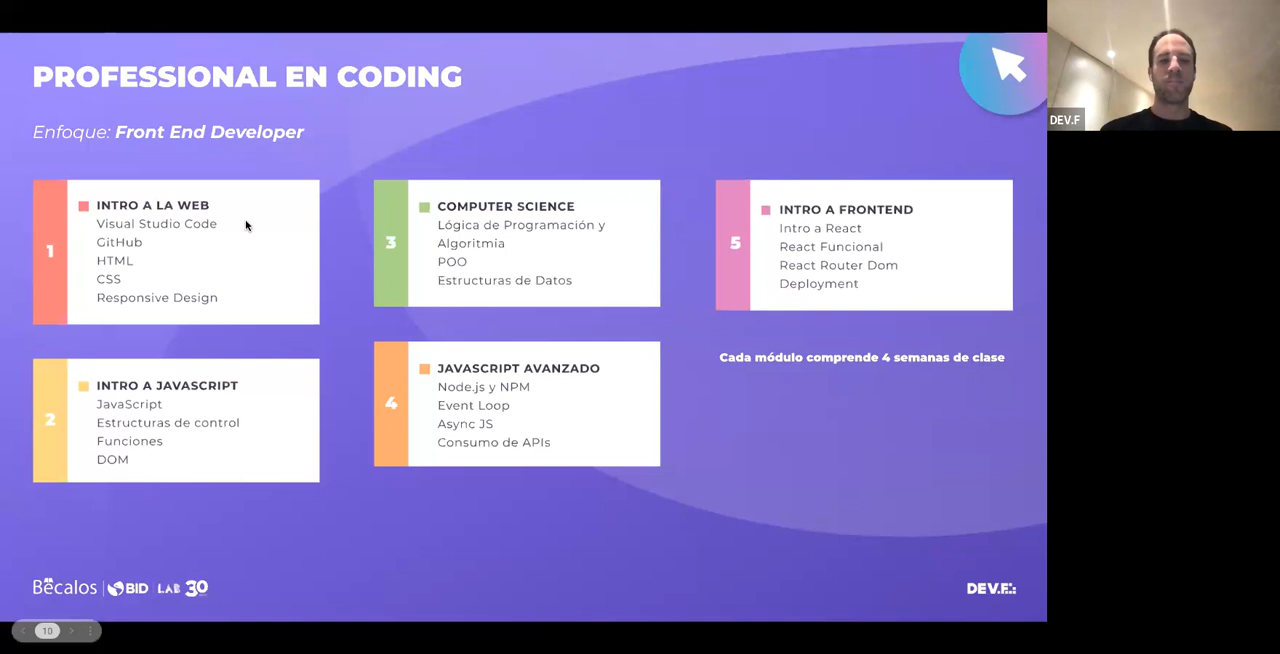 PROFESSIONAL EN CODING
Enfoque: Front End Developer
1
INTRO A LA WEB
Visual Studio Code
GitHub
HTML
CSS
Responsive Design
2
INTRO A JAVASCRIPT
JavaScript
Estructuras de control
Funciones
DOM
3
COMPUTER SCIENCE
Lógica de Programación y
Algoritmia
POO
Estructuras de Datos
4
JAVASCRIPT AVANZADO
Node.js y NPM
Event Loop
Async JS
Consumo de APIs
5
INTRO A FRONTEND
Intro a React
React Funcional
React Router Dom
Deployment
Cada módulo comprende 4 semanas de clase
Bécalos BID LAB 30
DEV.F.:
10
DEV.F